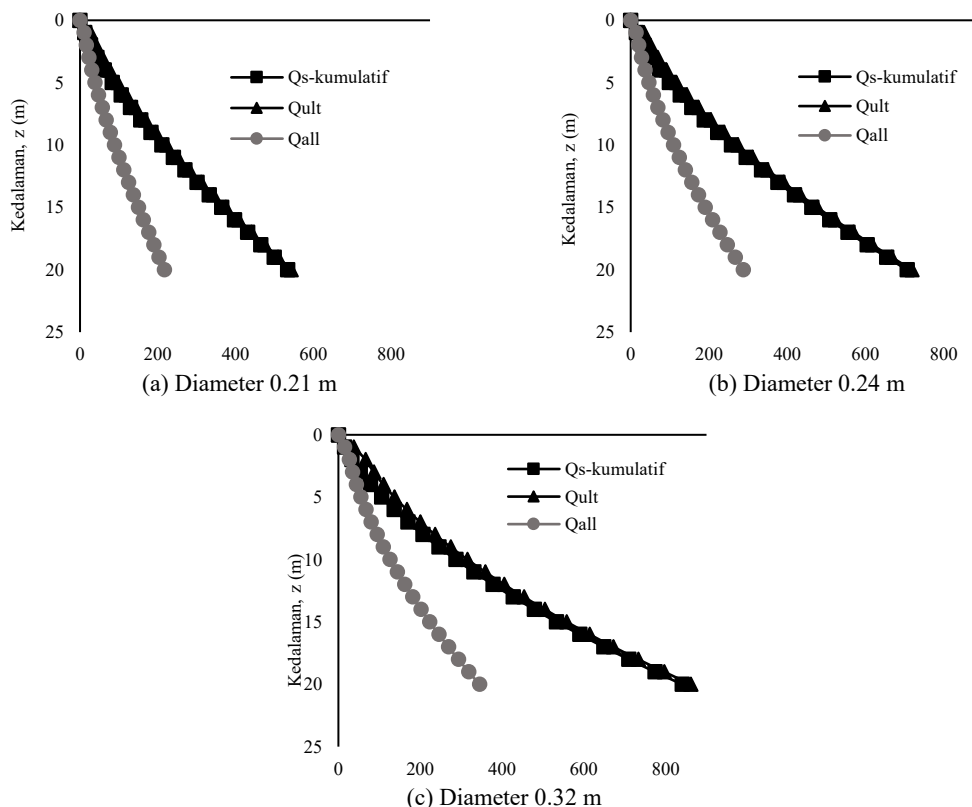 0
5
10
15
20
25
Kedalaman, z (m)
Qs-kumulatif
Qult
Qall
0 200 400 600 800
(a) Diameter 0.21 m
0
5
10
15
20
25
Kedalaman, z (m)
Qs-kumulatif
Qult
Qall
0 200 400 600 800
(b) Diameter 0.24 m
0
5
10
15
20
25
Kedalaman, z (m)
Qs-kumulatif
Qult
Qall
0 200 400 600 800
(c) Diameter 0.32 m